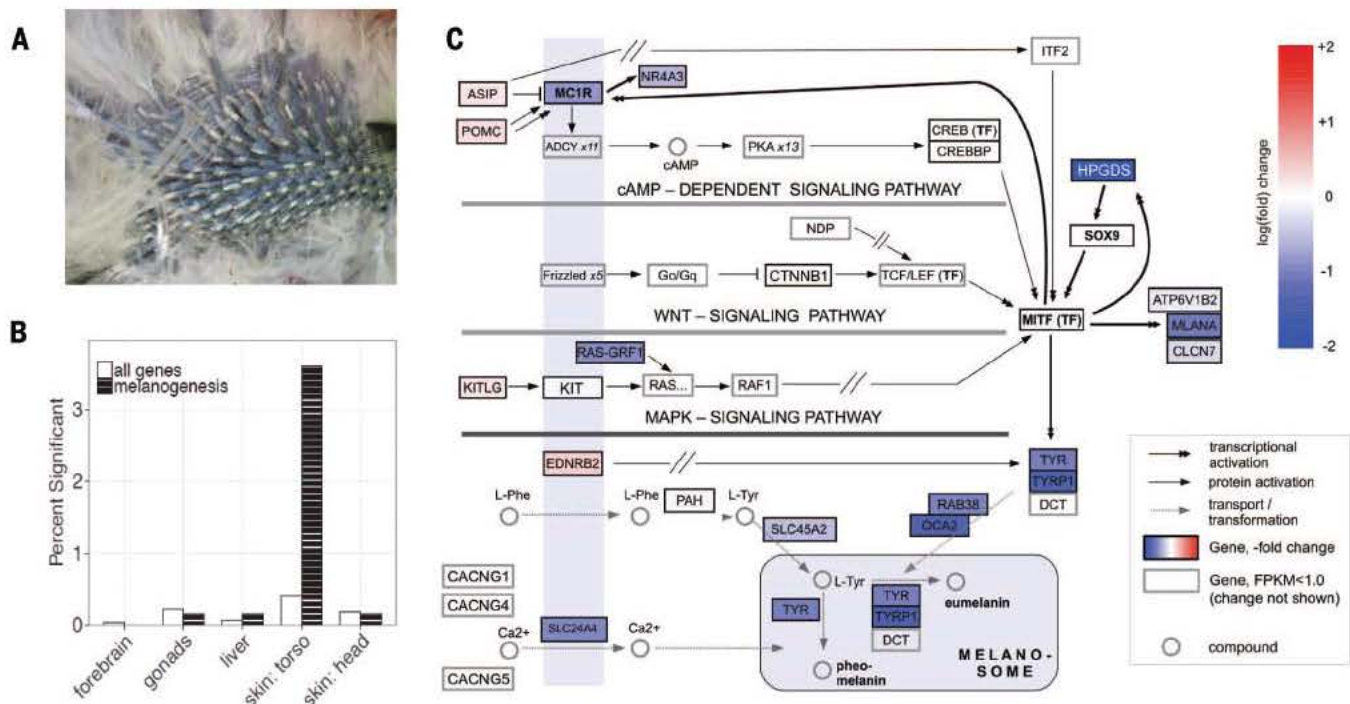 A
B
all genes
melanogenesis
Percent Significant
3
2
1
0
forebrain
gonads
liver
skin: torso
skin: head
C
ITF2
NR4A3
ASIP
MC1R
POMC
ADCY x11
cAMP
PKA x13
CREB (TF)
CREBBP
cAMP – DEPENDENT SIGNALING PATHWAY
HPGDS
SOX9
NDP
Frizzled x5
Go/Gq
CTNNB1
TCF/LEF (TF)
WNT – SIGNALING PATHWAY
MITF (TF)
ATP6V1B2
MLANA
CLCN7
RAS-GRF1
KITLG
KIT
RAS...
RAF1
MAPK – SIGNALING PATHWAY
EDNRB2
TYR
TYRP1
DCT
L-Phe
L-Phe
PAH
L-Tyr
SLC45A2
RAB38
OCA2
CACNG1
CACNG4
Ca2+
SLC24A4
Ca2+
CACNG5
L-Tyr
TYR
TYR
TYRP1
DCT
eumelanin
pheo-
melanin
MELANO-
SOME
+2
+1
0
-1
-2
log(fold) change
transcriptional
activation
protein activation
transport /
transformation
Gene, -fold change
Gene, FPKM<1.0
(change not shown)
compound